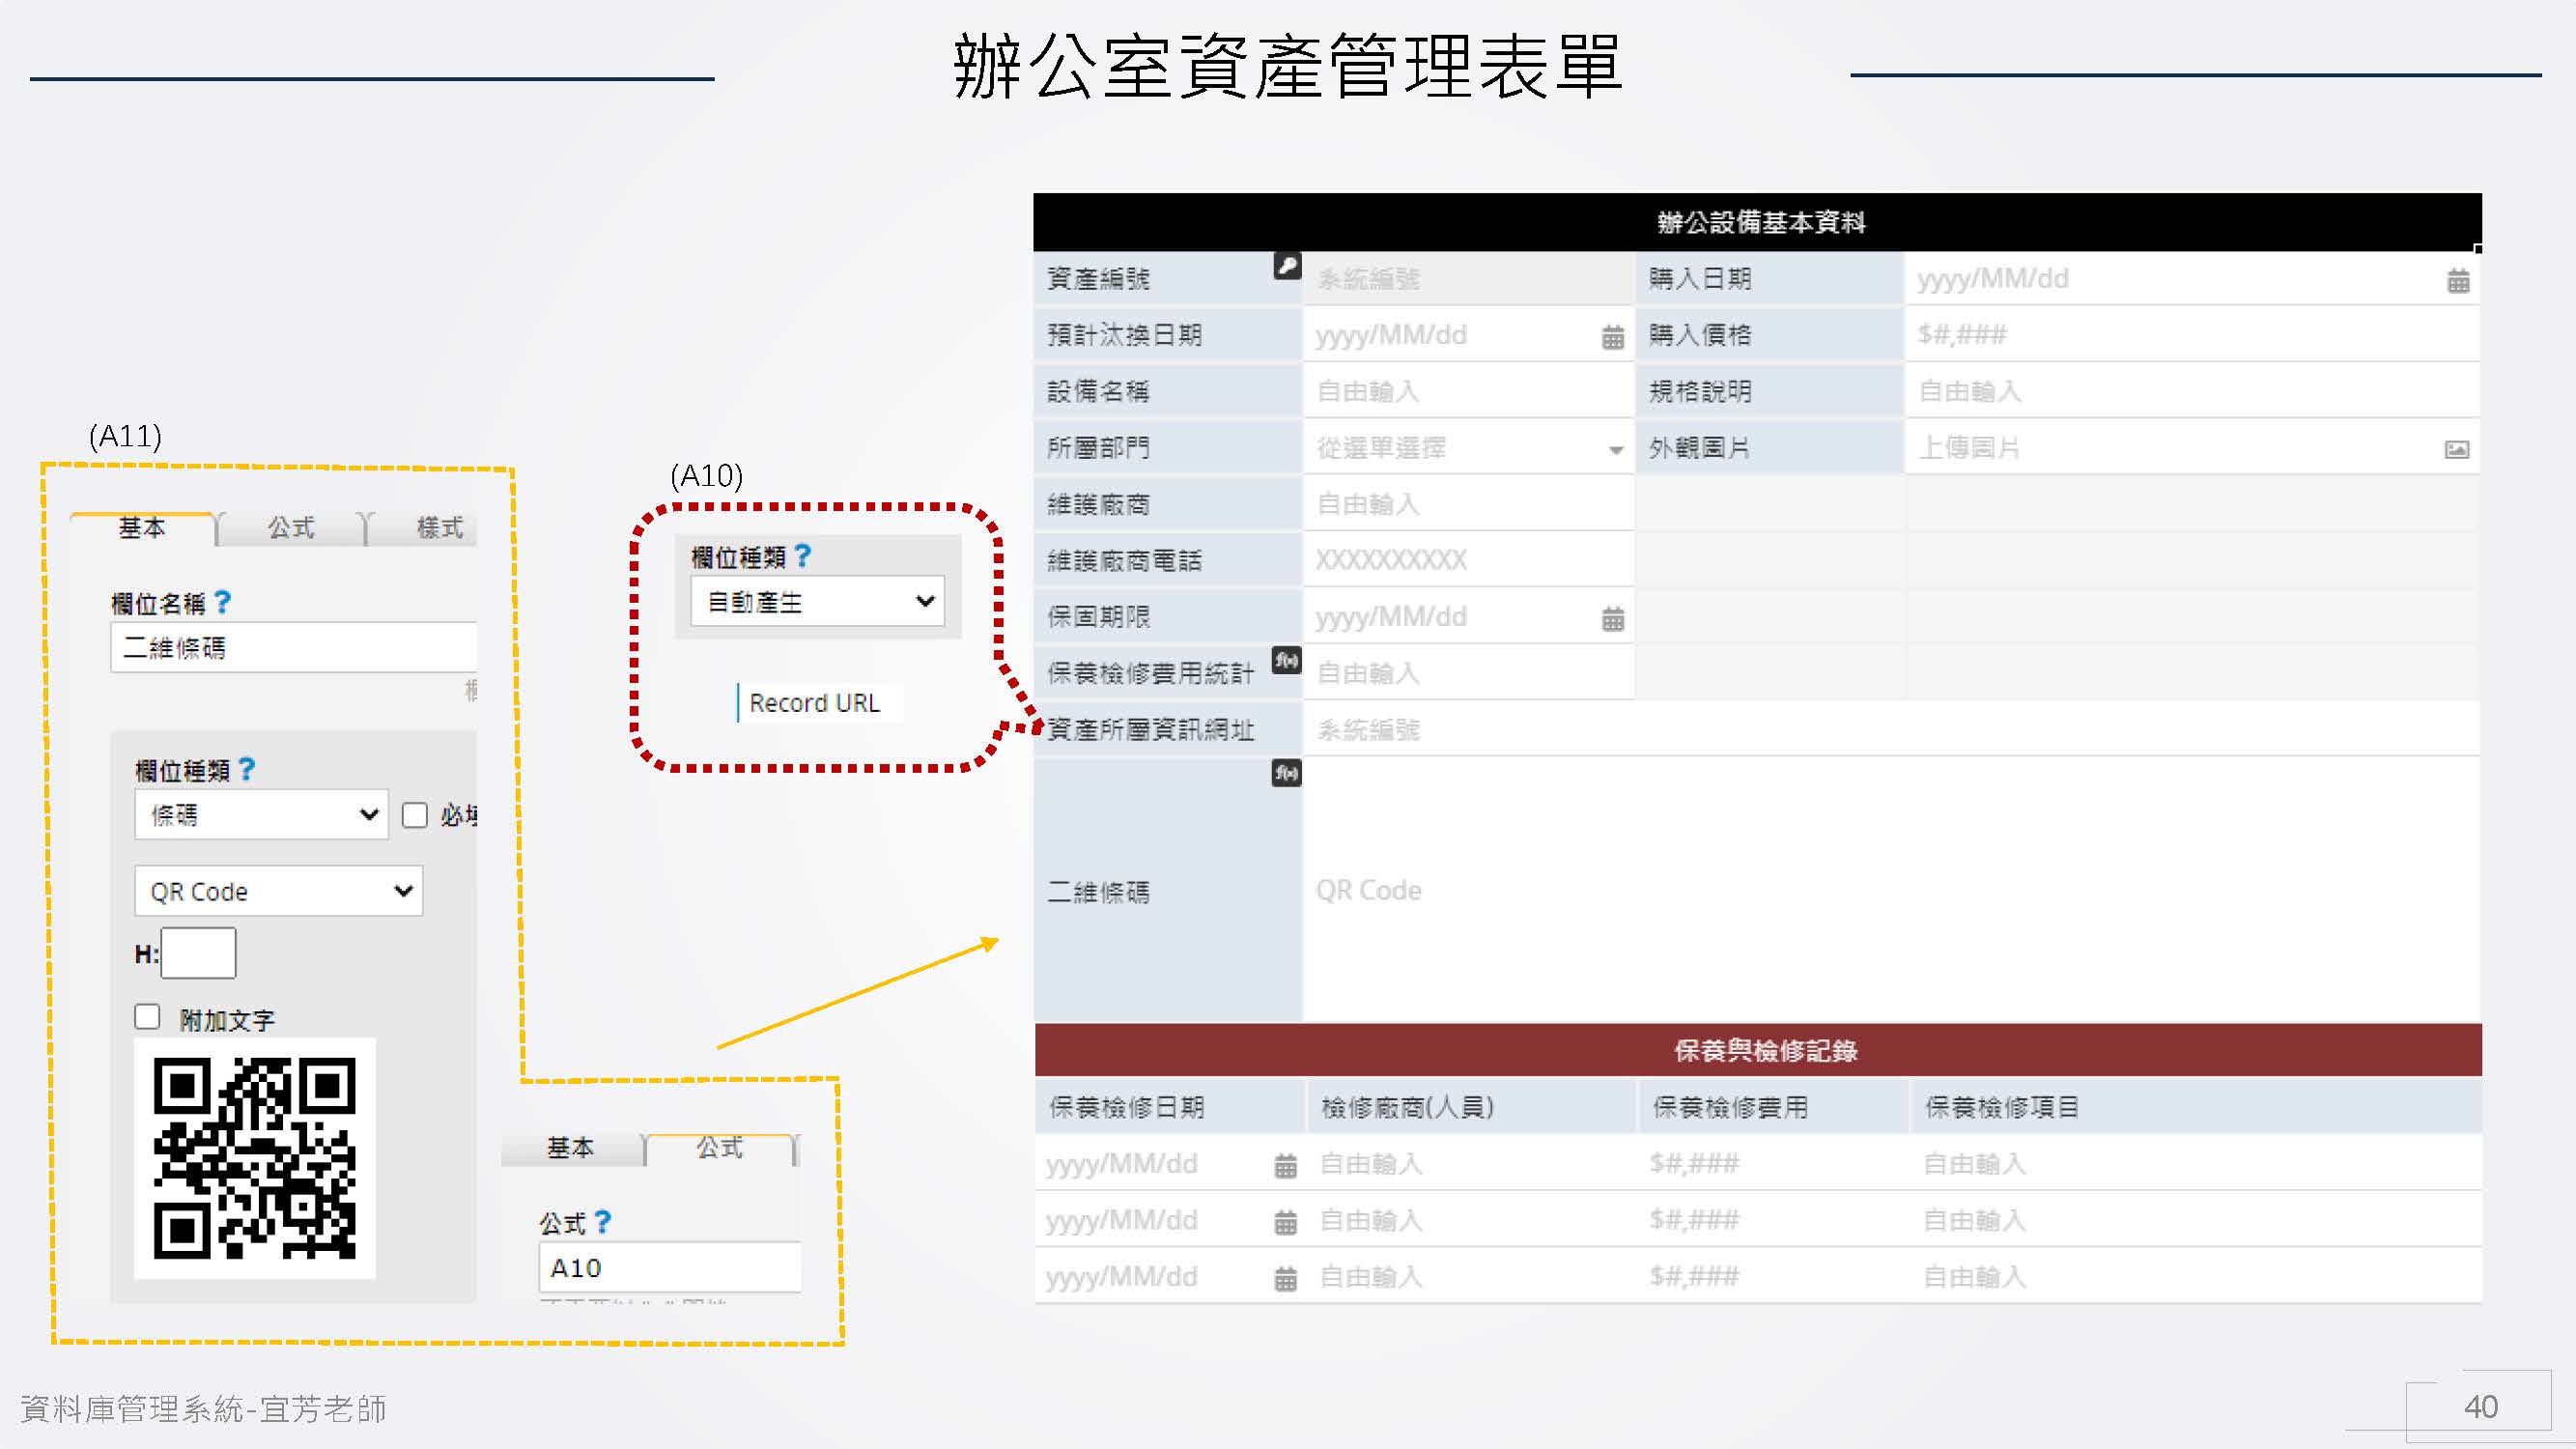 辦公室資產管理表單
(A11)
基本 公式 樣式
欄位名稱 ?
二維條碼
欄位種類 ?
條碼 必填
QR Code
H:
附加文字
基本 公式
公式 ?
A10
(A10)
欄位種類 ?
自動產生
Record URL
辦公設備基本資料
資產編號 系統編號 購入日期 yyyy/MM/dd
預計汰換日期 yyyy/MM/dd 購入價格 $#,###
設備名稱 自由輸入 規格說明 自由輸入
所屬部門 從選單選擇 外觀圖片 上傳圖片
維護廠商 自由輸入
維護廠商電話 XXXXXXXXXX
保固期限 yyyy/MM/dd
保養檢修費用統計 f(x) 自由輸入
資產所屬資訊網址 系統編號
f(x)
二維條碼 QR Code
保養與檢修記錄
保養檢修日期 檢修廠商(人員) 保養檢修費用 保養檢修項目
yyyy/MM/dd 自由輸入 $#,### 自由輸入
yyyy/MM/dd 自由輸入 $#,### 自由輸入
yyyy/MM/dd 自由輸入 $#,### 自由輸入
資料庫管理系統-宜芳老師
40